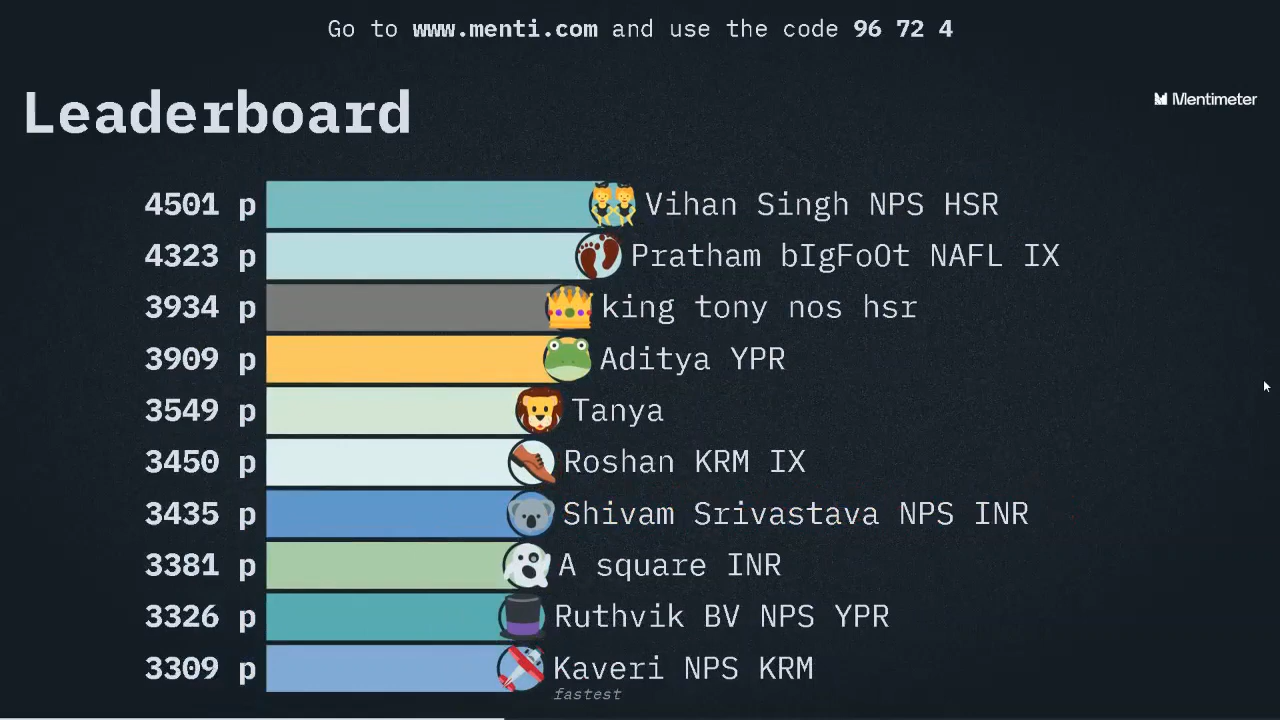 Go to www.menti.com and use the code 96 72 4
Leaderboard
Mentimeter
4501 p Vihan Singh NPS HSR
4323 p Pratham bIgFoOt NAFL IX
3934 p king tony nos hsr
3909 p Aditya YPR
3549 p Tanya
3450 p Roshan KRM IX
3435 p Shivam Srivastava NPS INR
3381 p A square INR
3326 p Ruthvik BV NPS YPR
3309 p Kaveri NPS KRM
fastest